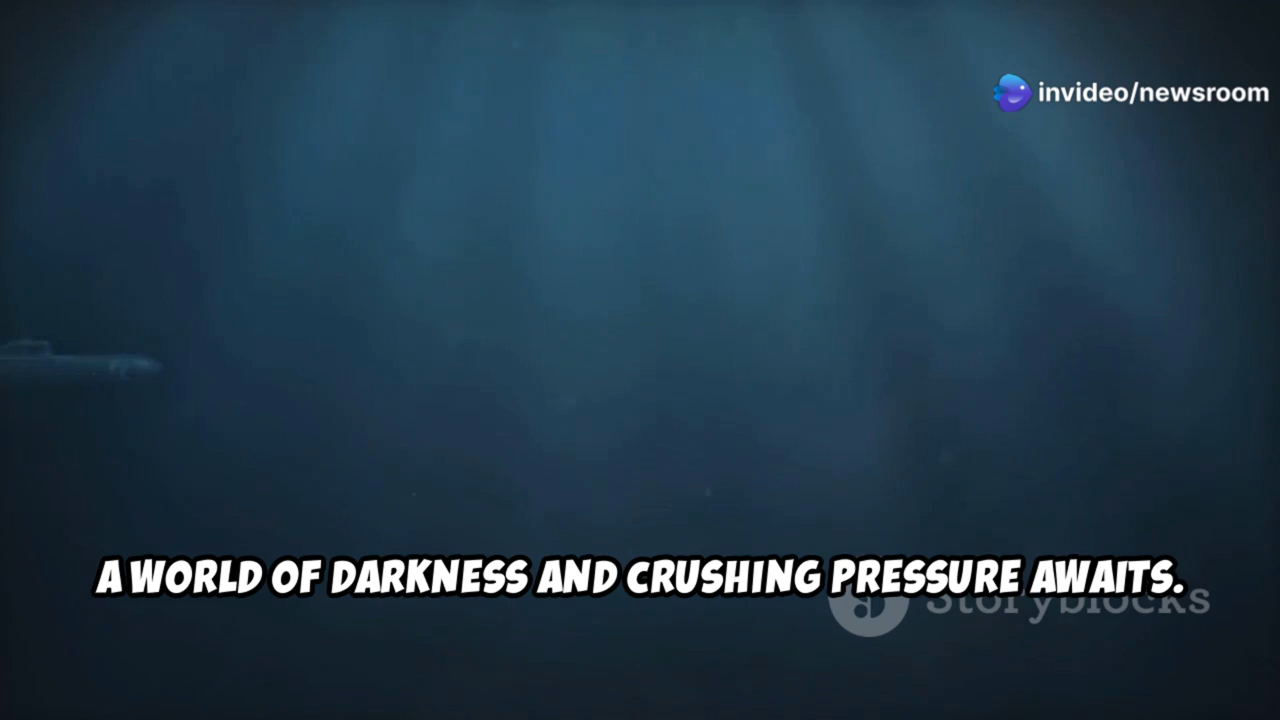 invideo/newsroom
A WORLD OF DARKNESS AND CRUSHING PRESSURE AWAITS.
Storyblocks